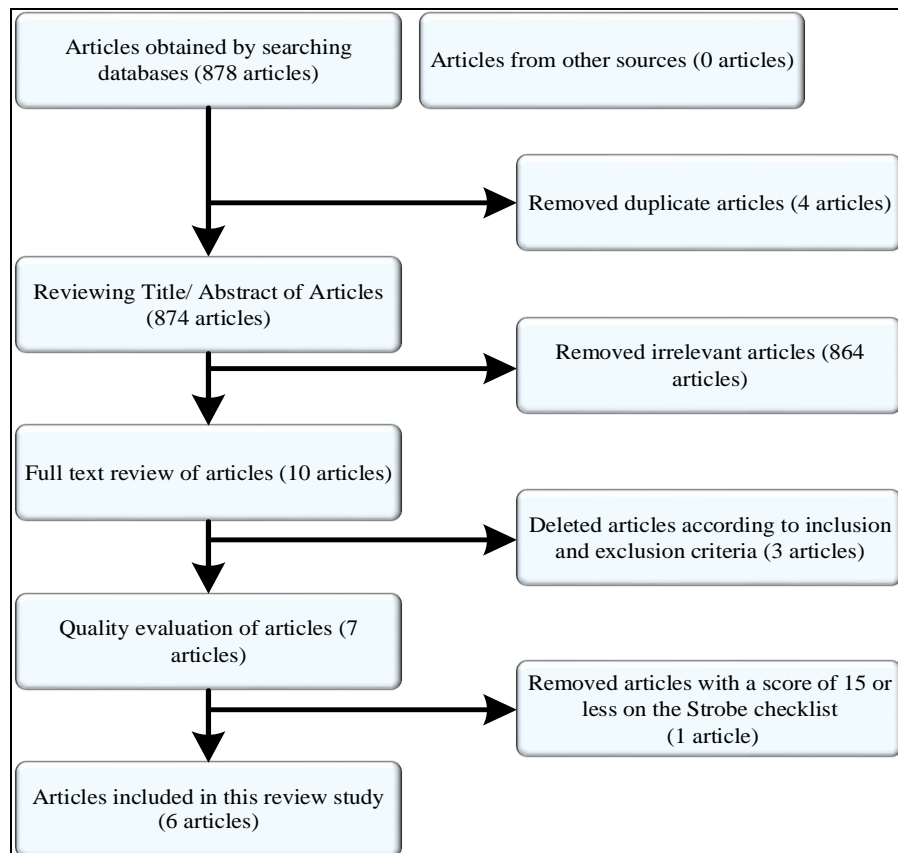 Articles obtained by searching
databases (878 articles)
Articles from other sources (0 articles)
Removed duplicate articles (4 articles)
Reviewing Title/ Abstract of Articles
(874 articles)
Removed irrelevant articles (864
articles)
Full text review of articles (10 articles)
Deleted articles according to inclusion
and exclusion criteria (3 articles)
Quality evaluation of articles (7
articles)
Removed articles with a score of 15 or
less on the Strobe checklist
(1 article)
Articles included in this review study
(6 articles)